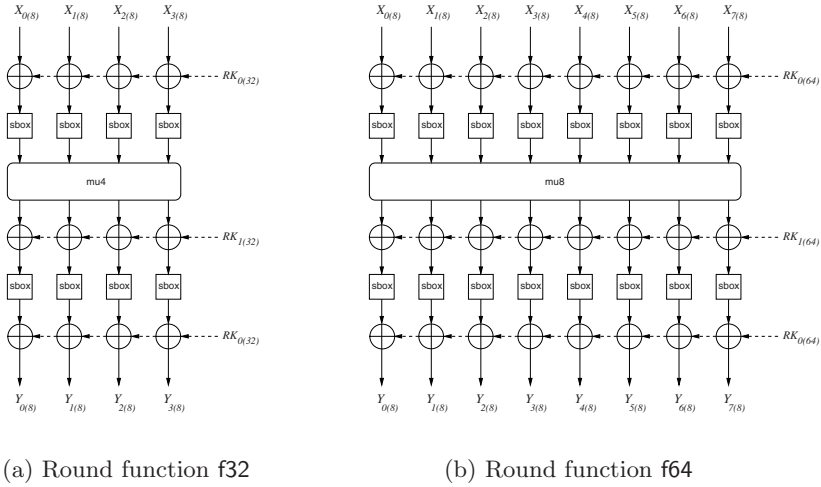 X0(8) X1(8) X2(8) X3(8) X0(8) X1(8) X2(8) X3(8) X4(8) X5(8) X6(8) X7(8)
RK0(32) RK0(64)
sbox sbox sbox sbox sbox sbox sbox sbox sbox sbox sbox sbox
mu4 mu8
RK1(32) RK1(64)
sbox sbox sbox sbox sbox sbox sbox sbox sbox sbox sbox sbox
RK0(32) RK0(64)
Y0(8) Y1(8) Y2(8) Y3(8) Y0(8) Y1(8) Y2(8) Y3(8) Y4(8) Y5(8) Y6(8) Y7(8)
(a) Round function f32 (b) Round function f64